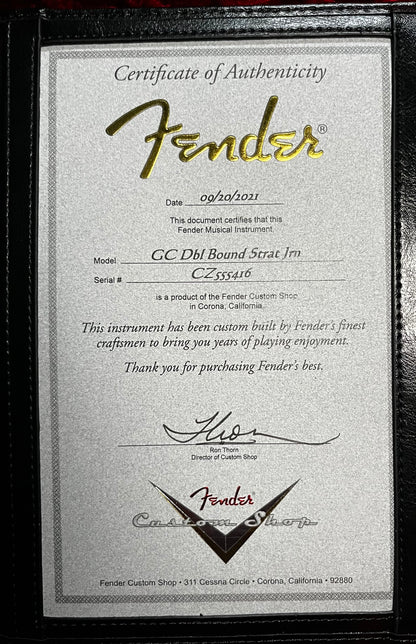 Certificate of Authenticity
Fender®
Date 09/20/2021
This document certifies that this
Fender Musical Instrument.
Model GC Dbl Bound Strat Jrn
Serial # CZ555416
is a product of the Fender Custom Shop
in Corona, California.
This instrument has been custom built by Fender's finest
craftsmen to bring you years of playing enjoyment.
Thank you for purchasing Fender's best.
Ron Thorn
Director of Custom Shop
Fender
Custom Shop
Fender Custom Shop • 311 Cessna Circle • Corona, California • 92880